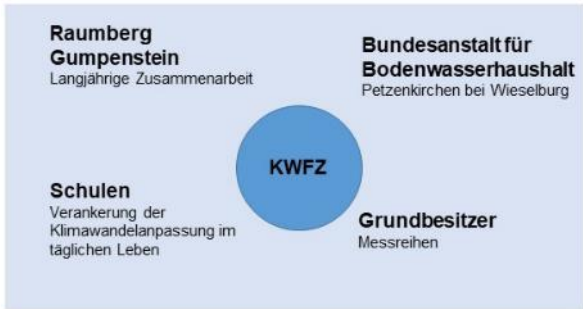 Raumberg
Gumpenstein
Langjährige Zusammenarbeit
Bundesanstalt für
Bodenwasserhaushalt
Petzenkirchen bei Wieselburg
KWFZ
Schulen
Verankerung der
Klimawandelanpassung im
täglichen Leben
Grundbesitzer
Messreihen